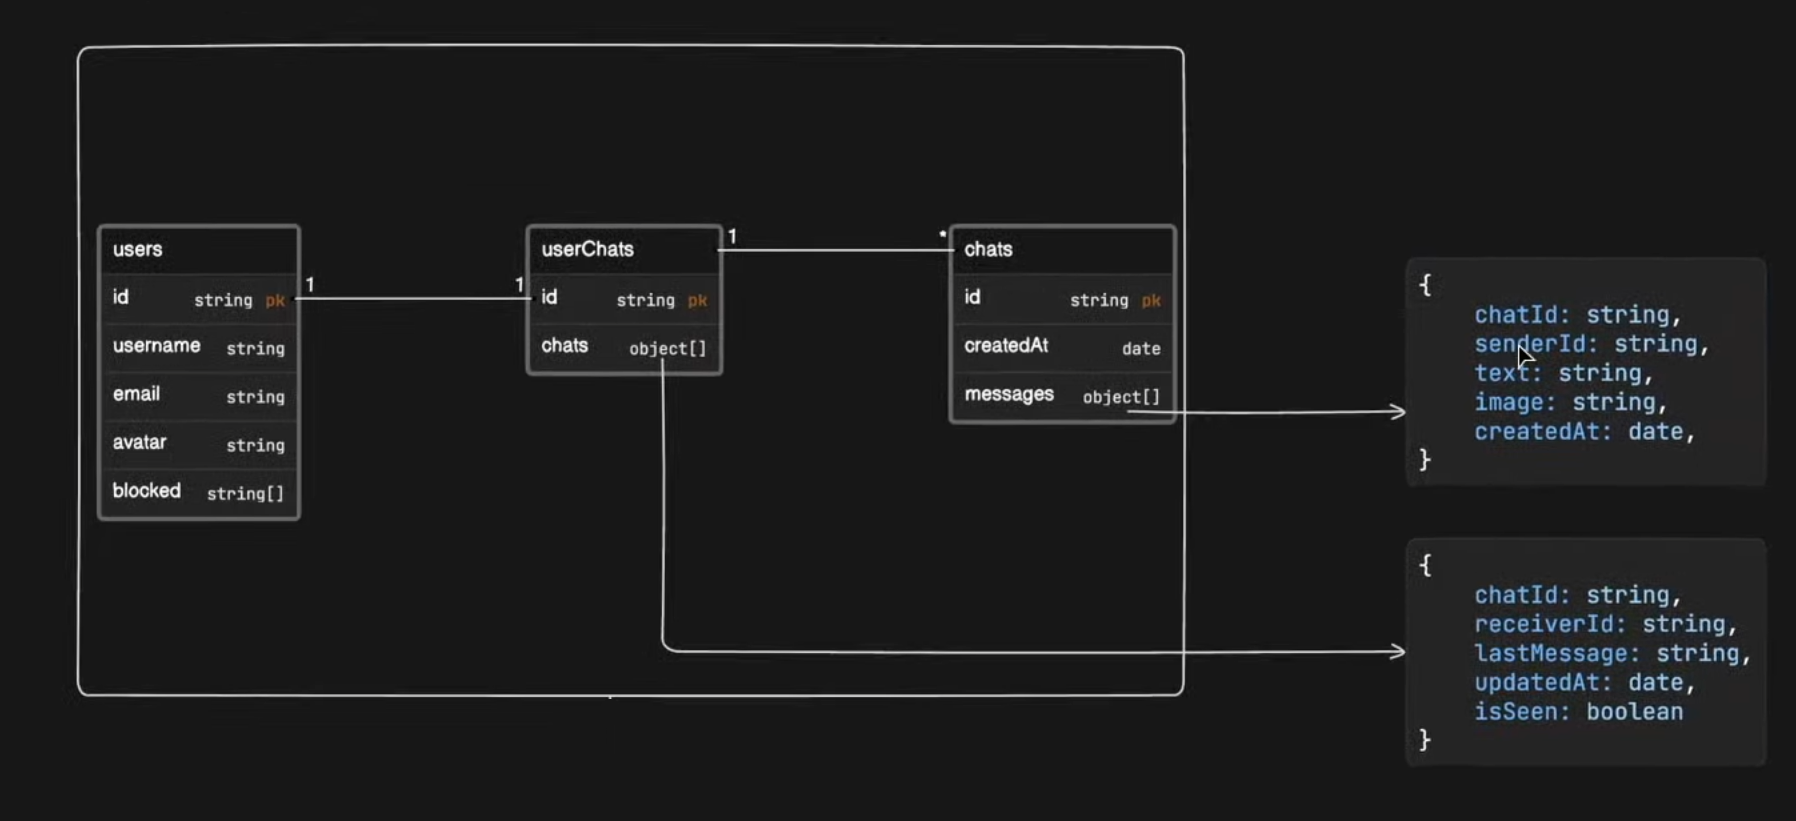 users
id string pk
username string
email string
avatar string
blocked string[]
1
1
userChats
id string pk
chats object[]
1
*
chats
id string pk
createdAt date
messages object[]
{
chatId: string,
senderId: string,
text: string,
image: string,
createdAt: date,
}
{
chatId: string,
receiverId: string,
lastMessage: string,
updatedAt: date,
isSeen: boolean
}